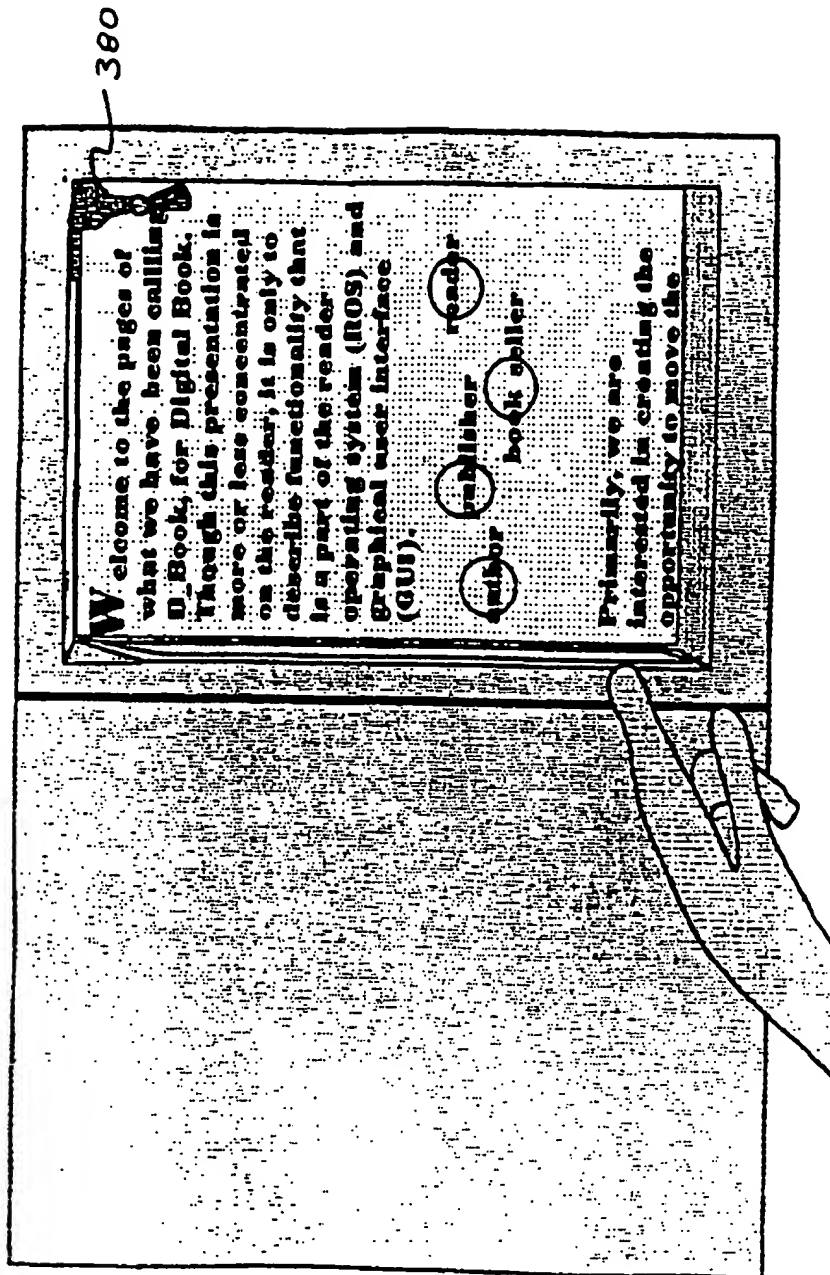 380
Welcome to the pages of
what we have been callling
D_Book, for Digital Book.
Though this presentation is
more or less concentrated
on the reader, it is only to
describe functionality that
is a part of the reader
operating system (ROS) and
graphical user interface
(GUI).
author publisher reader
book seller
Primarily, we are
interested in creating the
opportunity to move the